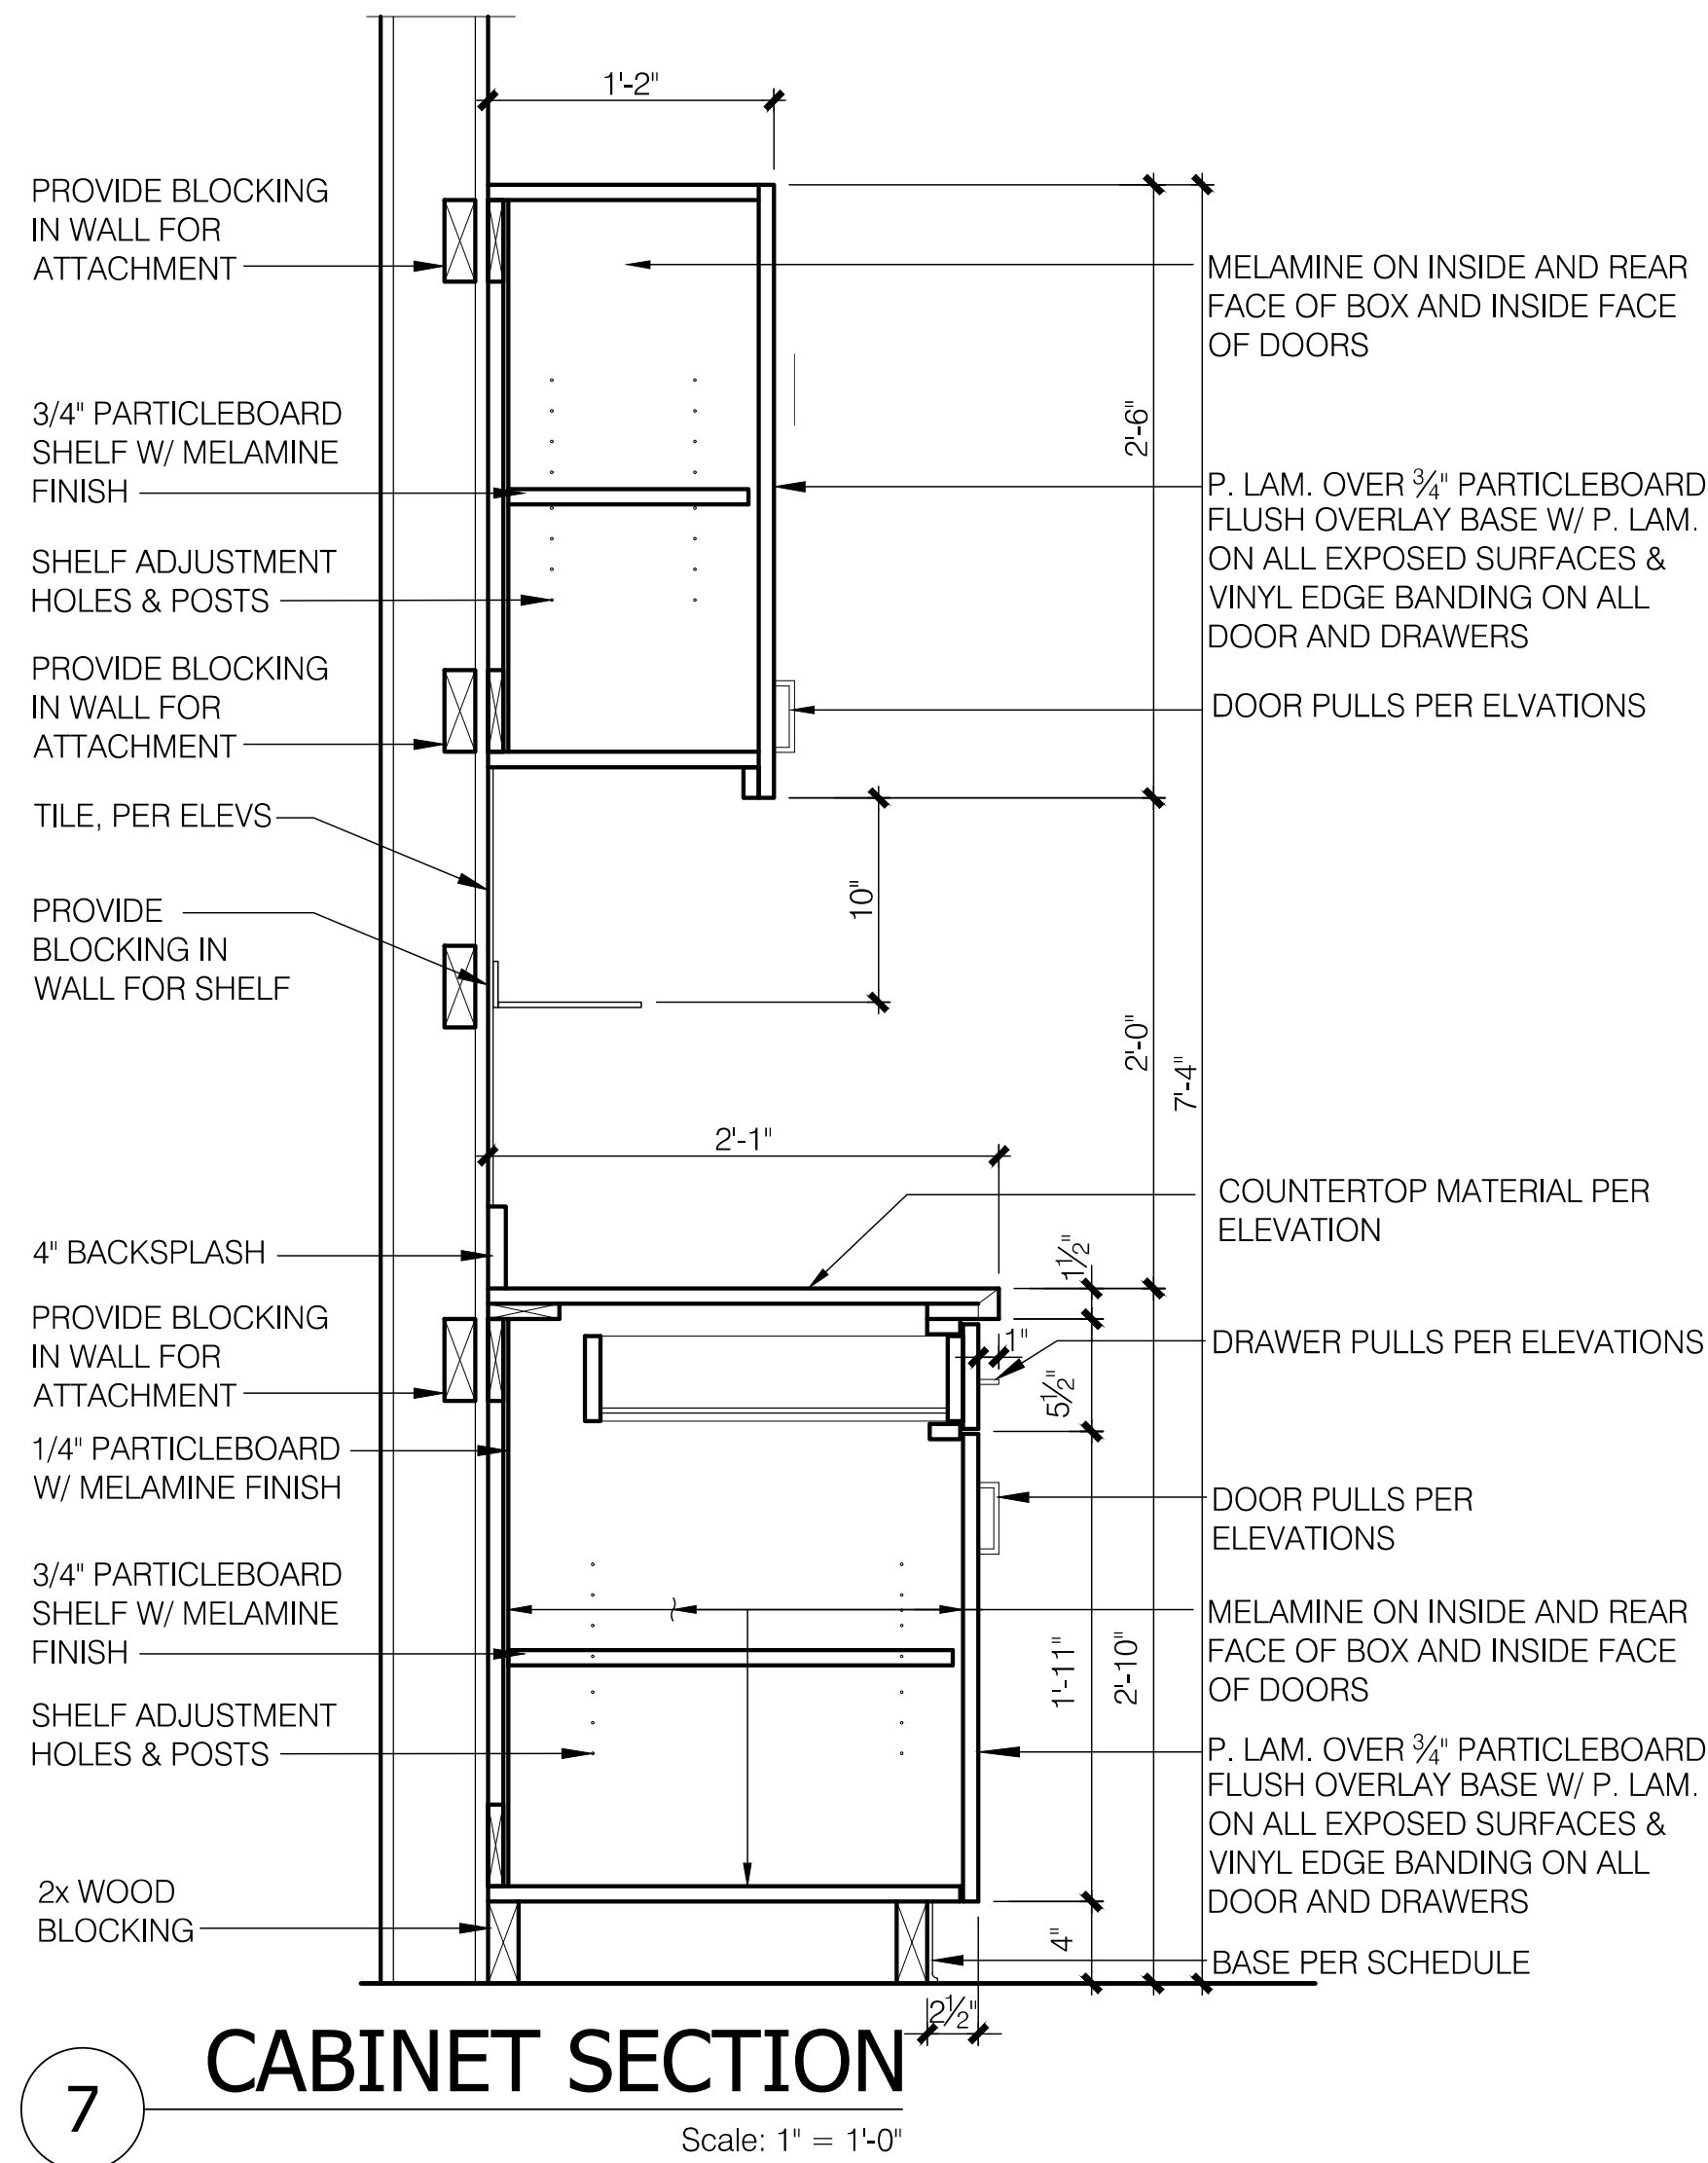 1'-2"
PROVIDE BLOCKING
IN WALL FOR
ATTACHMENT
3/4" PARTICLEBOARD
SHELF W/ MELAMINE
FINISH
SHELF ADJUSTMENT
HOLES & POSTS
PROVIDE BLOCKING
IN WALL FOR
ATTACHMENT
TILE, PER ELEVS
PROVIDE
BLOCKING IN
WALL FOR SHELF
4" BACKSPLASH
PROVIDE BLOCKING
IN WALL FOR
ATTACHMENT
1/4" PARTICLEBOARD
W/ MELAMINE FINISH
3/4" PARTICLEBOARD
SHELF W/ MELAMINE
FINISH
SHELF ADJUSTMENT
HOLES & POSTS
2x WOOD
BLOCKING
10"
2'-1"
2'-6"
2'-0"
7'-4"
1½"
1"
5½"
1'-11"
2'-10"
4"
2½"
MELAMINE ON INSIDE AND REAR
FACE OF BOX AND INSIDE FACE
OF DOORS
P. LAM. OVER ¾" PARTICLEBOARD
FLUSH OVERLAY BASE W/ P. LAM.
ON ALL EXPOSED SURFACES &
VINYL EDGE BANDING ON ALL
DOOR AND DRAWERS
DOOR PULLS PER ELVATIONS
COUNTERTOP MATERIAL PER
ELEVATION
DRAWER PULLS PER ELEVATIONS
DOOR PULLS PER
ELEVATIONS
MELAMINE ON INSIDE AND REAR
FACE OF BOX AND INSIDE FACE
OF DOORS
P. LAM. OVER ¾" PARTICLEBOARD
FLUSH OVERLAY BASE W/ P. LAM.
ON ALL EXPOSED SURFACES &
VINYL EDGE BANDING ON ALL
DOOR AND DRAWERS
BASE PER SCHEDULE
7
CABINET SECTION
Scale: 1" = 1'-0"